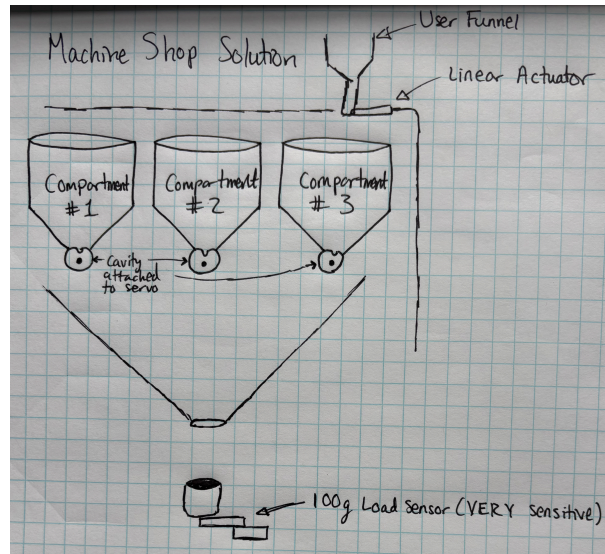 User Funnel
Machine Shop Solution
Linear Actuator
Compartment
#1
Compartment
#2
Compartment
#3
Cavity
attached
to servo
100g Load Sensor (VERY sensitive)